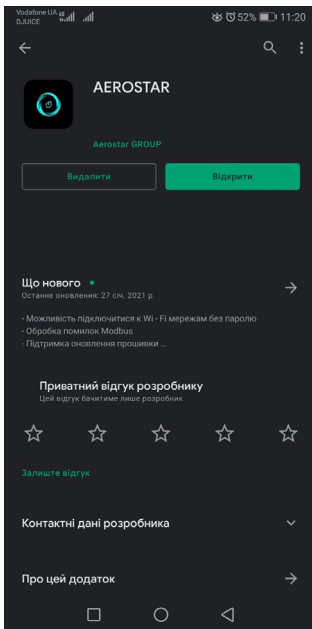 Vodafone UA
DJUICE
52%
11:20
AEROSTAR
Aerostar GROUP
Видалити
Відкрити
Що нового
Останнє оновлення: 27 січ. 2021 р.
- Можливість підключитися к Wi - Fi мережам без паролю
- Обробка помилок Modbus
- Підтримка оновлення прошивки ...
Приватний відгук розробнику
Цей відгук бачитиме лише розробник
Залиште відгук
Контактні дані розробника
Про цей додаток